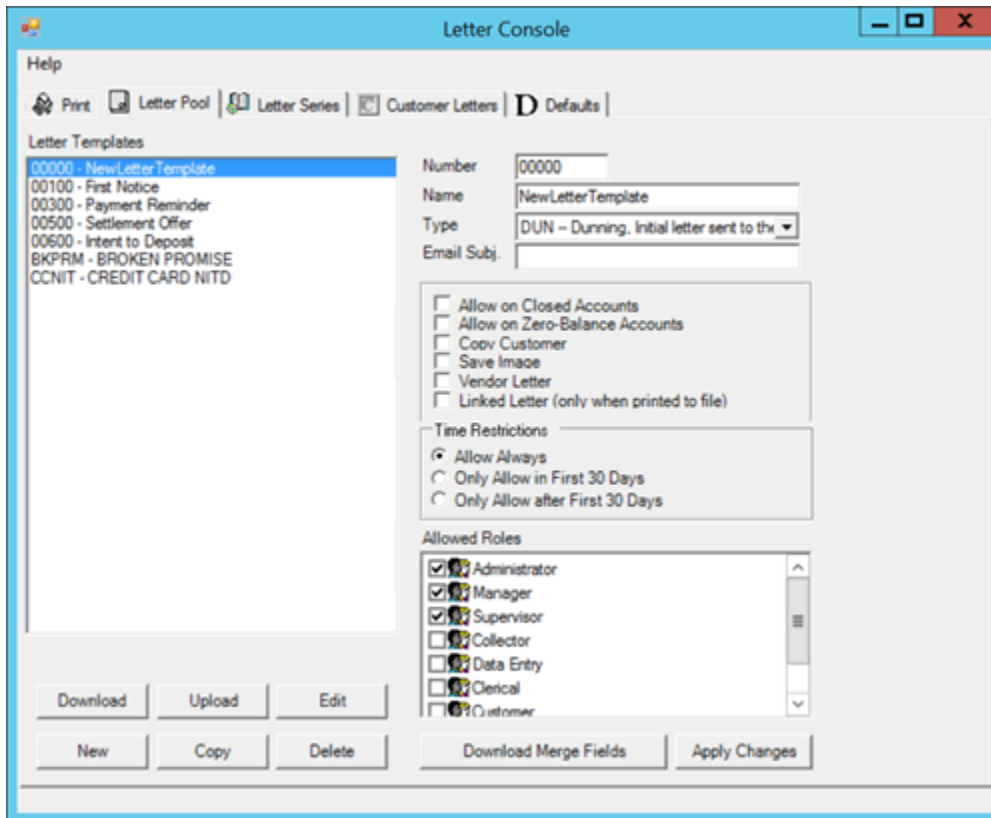 Letter Console
Help
Print Letter Pool Letter Series Customer Letters D Defaults
Letter Templates
00000 - NewLetterTemplate
00100 - First Notice
00300 - Payment Reminder
00500 - Settlement Offer
00600 - Intent to Deposit
BKPRM - BROKEN PROMISE
CCNIT - CREDIT CARD NITD
Number 00000
Name NewLetterTemplate
Type DUN -- Dunning, Initial letter sent to the
Email Subj.
Allow on Closed Accounts
Allow on Zero-Balance Accounts
Copy Customer
Save Image
Vendor Letter
Linked Letter (only when printed to file)
Time Restrictions
Allow Always
Only Allow in First 30 Days
Only Allow after First 30 Days
Allowed Roles
Administrator
Manager
Supervisor
Collector
Data Entry
Clerical
Customer
Download Upload Edit
New Copy Delete
Download Merge Fields Apply Changes